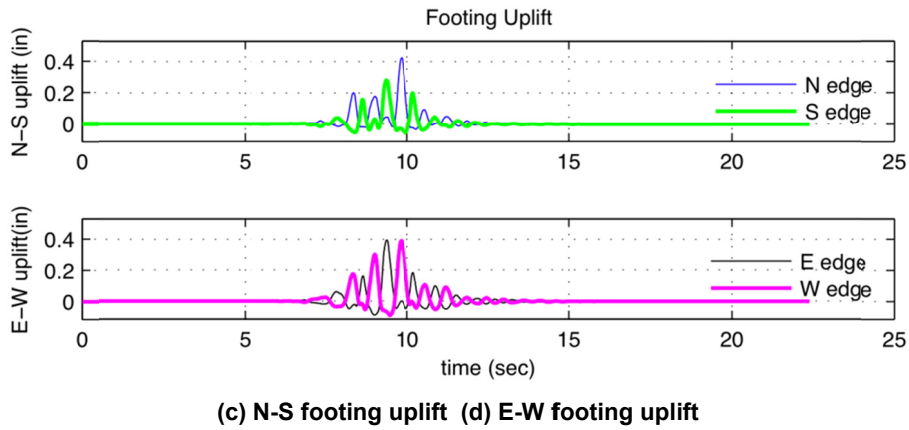 Footing Uplift
N–S uplift (in)
0.4
0.2
0
N edge
S edge
0 5 10 15 20 25
E–W uplift(in)
0.4
0.2
0
E edge
W edge
0 5 10 15 20 25
time (sec)
(c) N-S footing uplift (d) E-W footing uplift